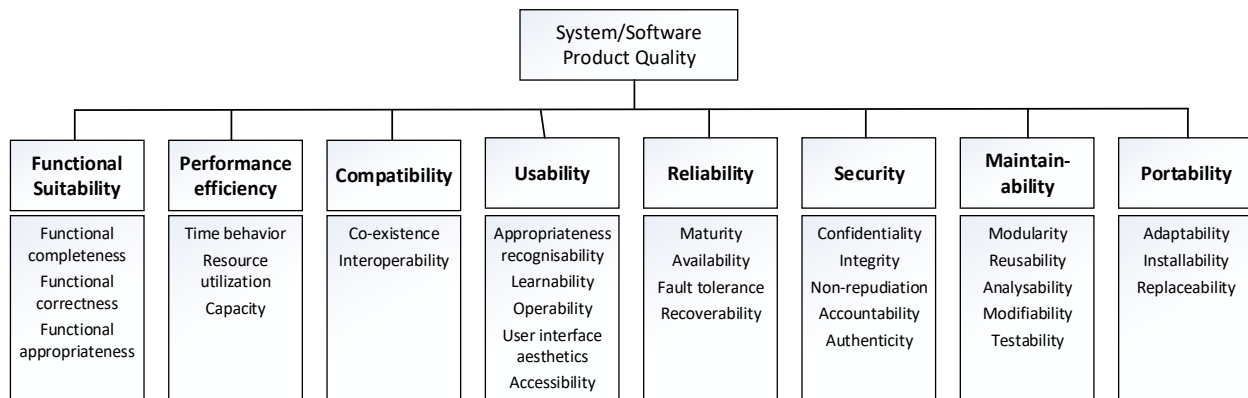 System/Software
Product Quality
Functional
Suitability
Performance
efficiency
Compatibility
Usability
Reliability
Security
Maintain-
ability
Portability
Functional
completeness
Functional
correctness
Functional
appropriateness
Time behavior
Resource
utilization
Capacity
Co-existence
Interoperability
Appropriateness
recognisability
Learnability
Operability
User interface
aesthetics
Accessibility
Maturity
Availability
Fault tolerance
Recoverability
Confidentiality
Integrity
Non-repudiation
Accountability
Authenticity
Modularity
Reusability
Analysability
Modifiability
Testability
Adaptability
Installability
Replaceability